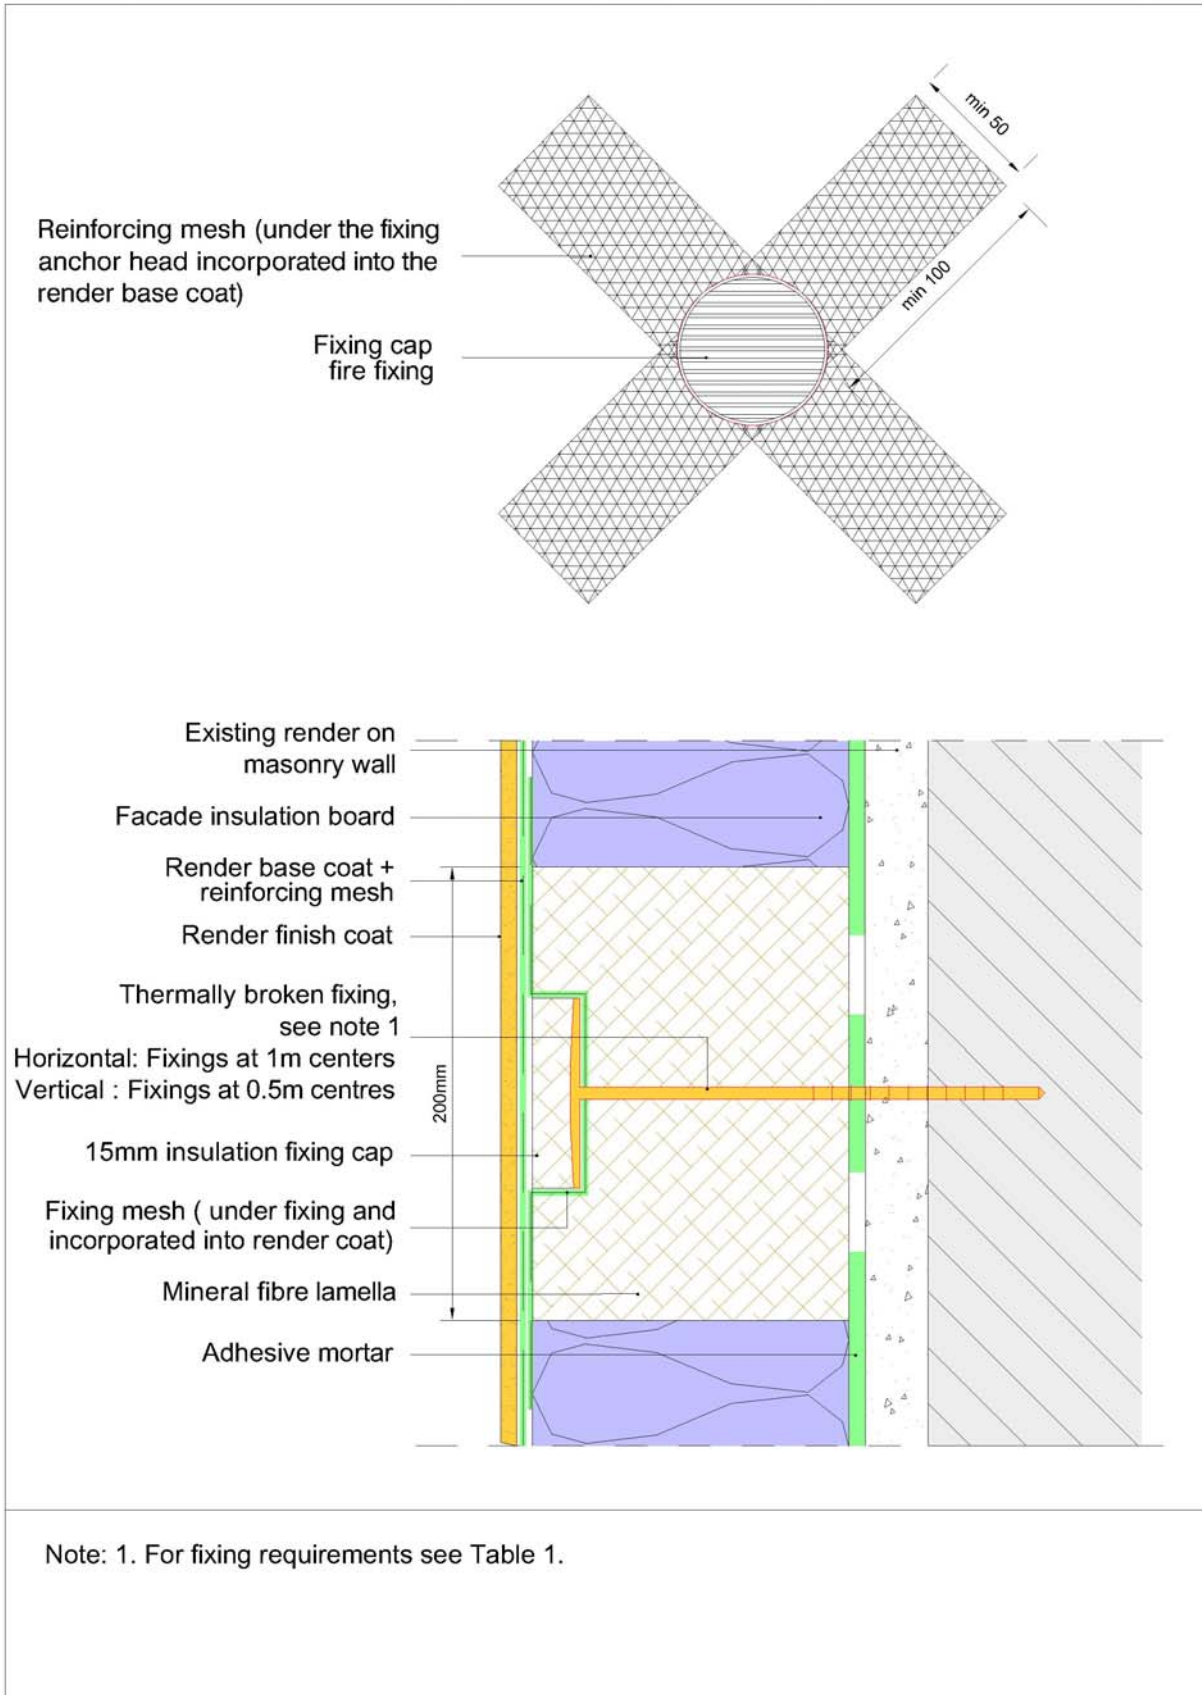 min 50
Reinforcing mesh (under the fixing
anchor head incorporated into the
render base coat)
min 100
Fixing cap
fire fixing
Existing render on
masonry wall
Facade insulation board
Render base coat +
reinforcing mesh
Render finish coat
Thermally broken fixing,
see note 1
Horizontal: Fixings at 1m centers
Vertical : Fixings at 0.5m centres
200mm
15mm insulation fixing cap
Fixing mesh ( under fixing and
incorporated into render coat)
Mineral fibre lamella
Adhesive mortar
Note: 1. For fixing requirements see Table 1.